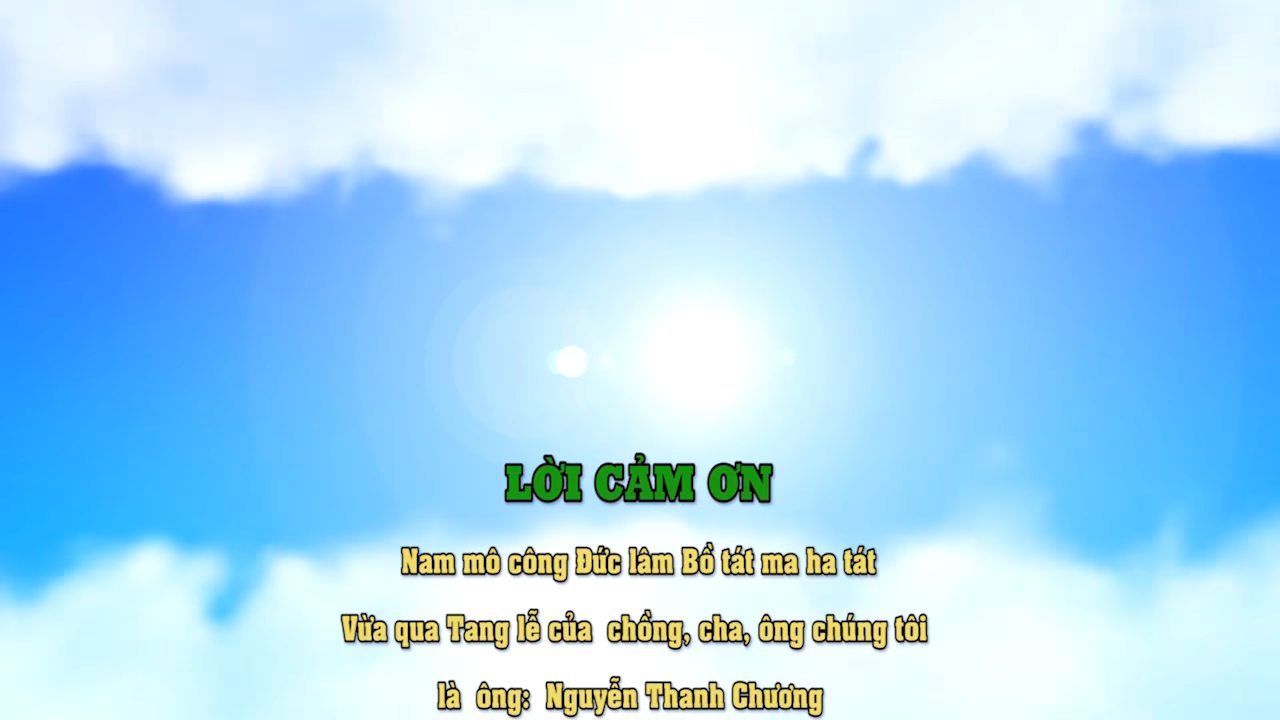 LỜI CẢM ƠN
Nam mô công Đức lâm Bồ tát ma ha tát
Vừa qua Tang lễ của chồng, cha, ông chúng tôi
là ông: Nguyễn Thanh Chương